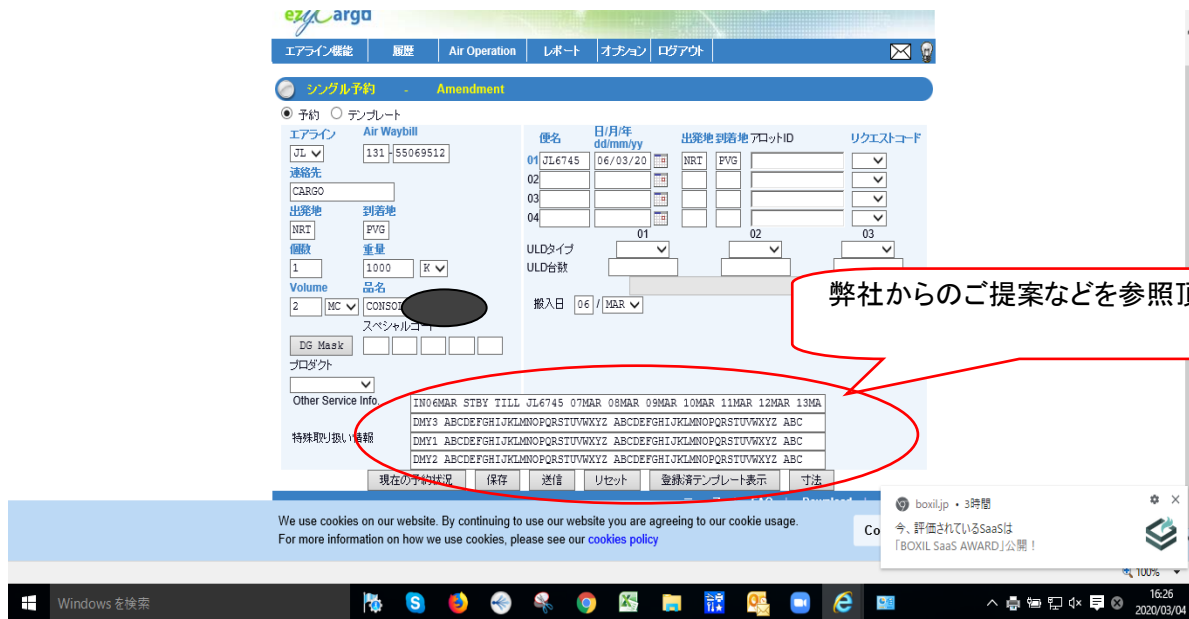 ezycargo
エアライン機能 履歴 Air Operation レポート オプション ログアウト
シングル予約 - Amendment
予約 テンプレート
エアライン Air Waybill 便名 日/月/年 dd/mm/yy 出発地 到着地 アロットID リクエストコード
JL 131 - 55069512 01 JL6745 06/03/20 NRT PVG
連絡先 02
CARGO 03
出発地 到着地 04
NRT PVG 01 02 03
個数 重量 ULDタイプ
1 1000 K ULD台数
Volume 品名
2 MC CONSOL 搬入日 06 / MAR
弊社からのご提案などを参照頂
スペシャルコード
DG Mask
プロダクト
Other Service Info. IN06MAR STBY TILL JL6745 07MAR 08MAR 09MAR 10MAR 11MAR 12MAR 13MA
DMY3 ABCDEFGHIJKLMNOPQRSTUVWXYZ ABCDEFGHIJKLMNOPQRSTUVWXYZ ABC
特殊取り扱い情報 DMY1 ABCDEFGHIJKLMNOPQRSTUVWXYZ ABCDEFGHIJKLMNOPQRSTUVWXYZ ABC
DMY2 ABCDEFGHIJKLMNOPQRSTUVWXYZ ABCDEFGHIJKLMNOPQRSTUVWXYZ ABC
現在の予約状況 保存 送信 リセット 登録済テンプレート表示 寸法
We use cookies on our website. By continuing to use our website you are agreeing to our cookie usage.
For more information on how we use cookies, please see our cookies policy
Co
boxil.jp • 3時間
今、評価されているSaaSは
「BOXIL SaaS AWARD」公開！
100%
Windows を検索
16:26
2020/03/04